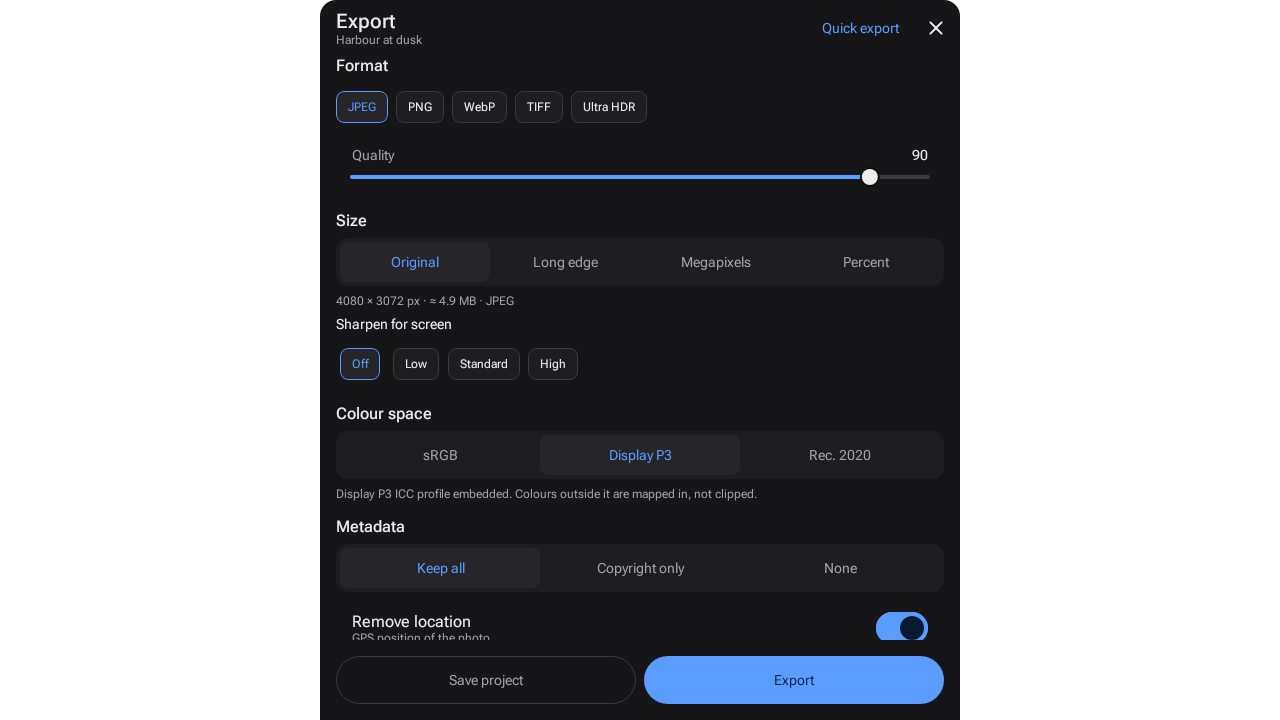 Export
Harbour at dusk
Quick export
Format
JPEG PNG WebP TIFF Ultra HDR
Quality 90
Size
Original Long edge Megapixels Percent
4080 × 3072 px · ≈ 4.9 MB · JPEG
Sharpen for screen
Off Low Standard High
Colour space
sRGB Display P3 Rec. 2020
Display P3 ICC profile embedded. Colours outside it are mapped in, not clipped.
Metadata
Keep all Copyright only None
Remove location
GPS position of the photo
Save project Export